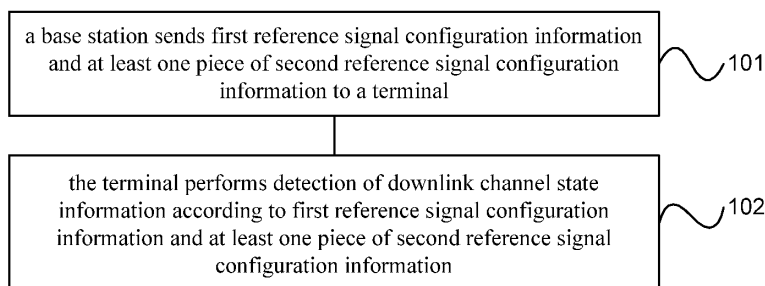 a base station sends first reference signal configuration information
and at least one piece of second reference signal configuration
information to a terminal
101
the terminal performs detection of downlink channel state
information according to first reference signal configuration
information and at least one piece of second reference signal
configuration information
102